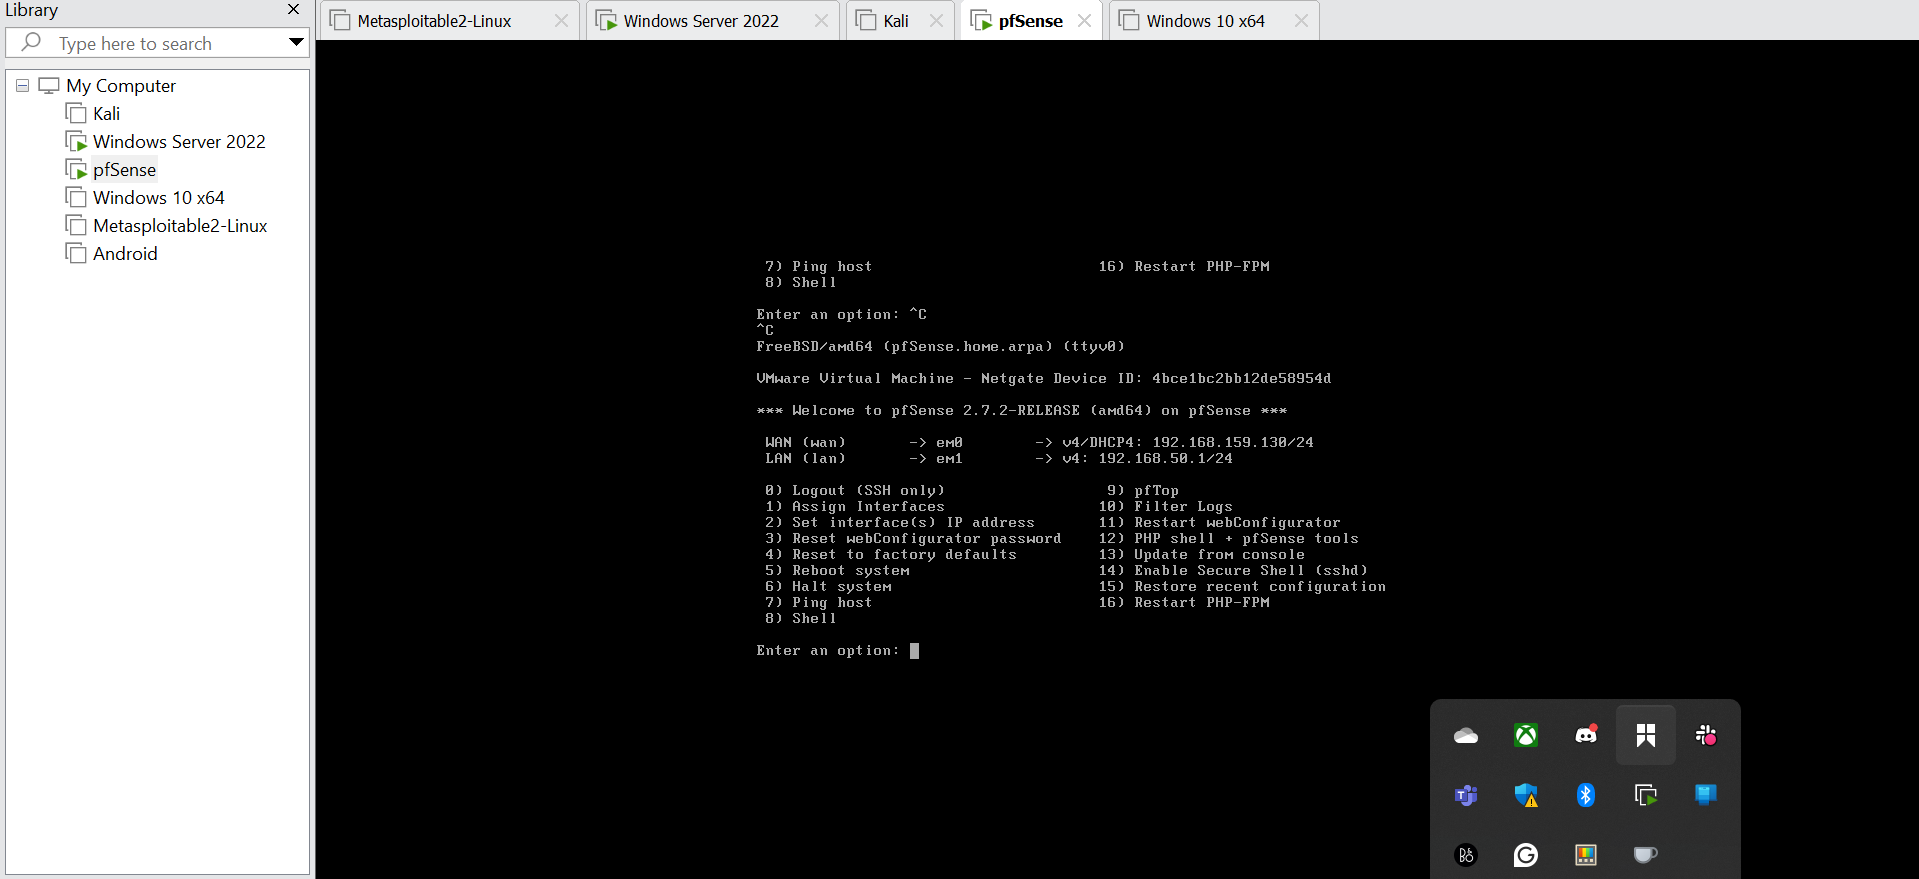 Library
Type here to search
My Computer
Kali
Windows Server 2022
pfSense
Windows 10 x64
Metasploitable2-Linux
Android
Metasploitable2-Linux
Windows Server 2022
Kali
pfSense
Windows 10 x64
7) Ping host 16) Restart PHP-FPM
8) Shell
Enter an option: ^C
^C
FreeBSD/amd64 (pfSense.home.arpa) (ttyv0)
VMware Virtual Machine - Netgate Device ID: 4bce1bc2bb12de58954d
*** Welcome to pfSense 2.7.2-RELEASE (amd64) on pfSense ***
WAN (wan) -> em0 -> v4/DHCP4: 192.168.159.130/24
LAN (lan) -> em1 -> v4: 192.168.50.1/24
0) Logout (SSH only) 9) pfTop
1) Assign Interfaces 10) Filter Logs
2) Set interface(s) IP address 11) Restart webConfigurator
3) Reset webConfigurator password 12) PHP shell + pfSense tools
4) Reset to factory defaults 13) Update from console
5) Reboot system 14) Enable Secure Shell (sshd)
6) Halt system 15) Restore recent configuration
7) Ping host 16) Restart PHP-FPM
8) Shell
Enter an option: